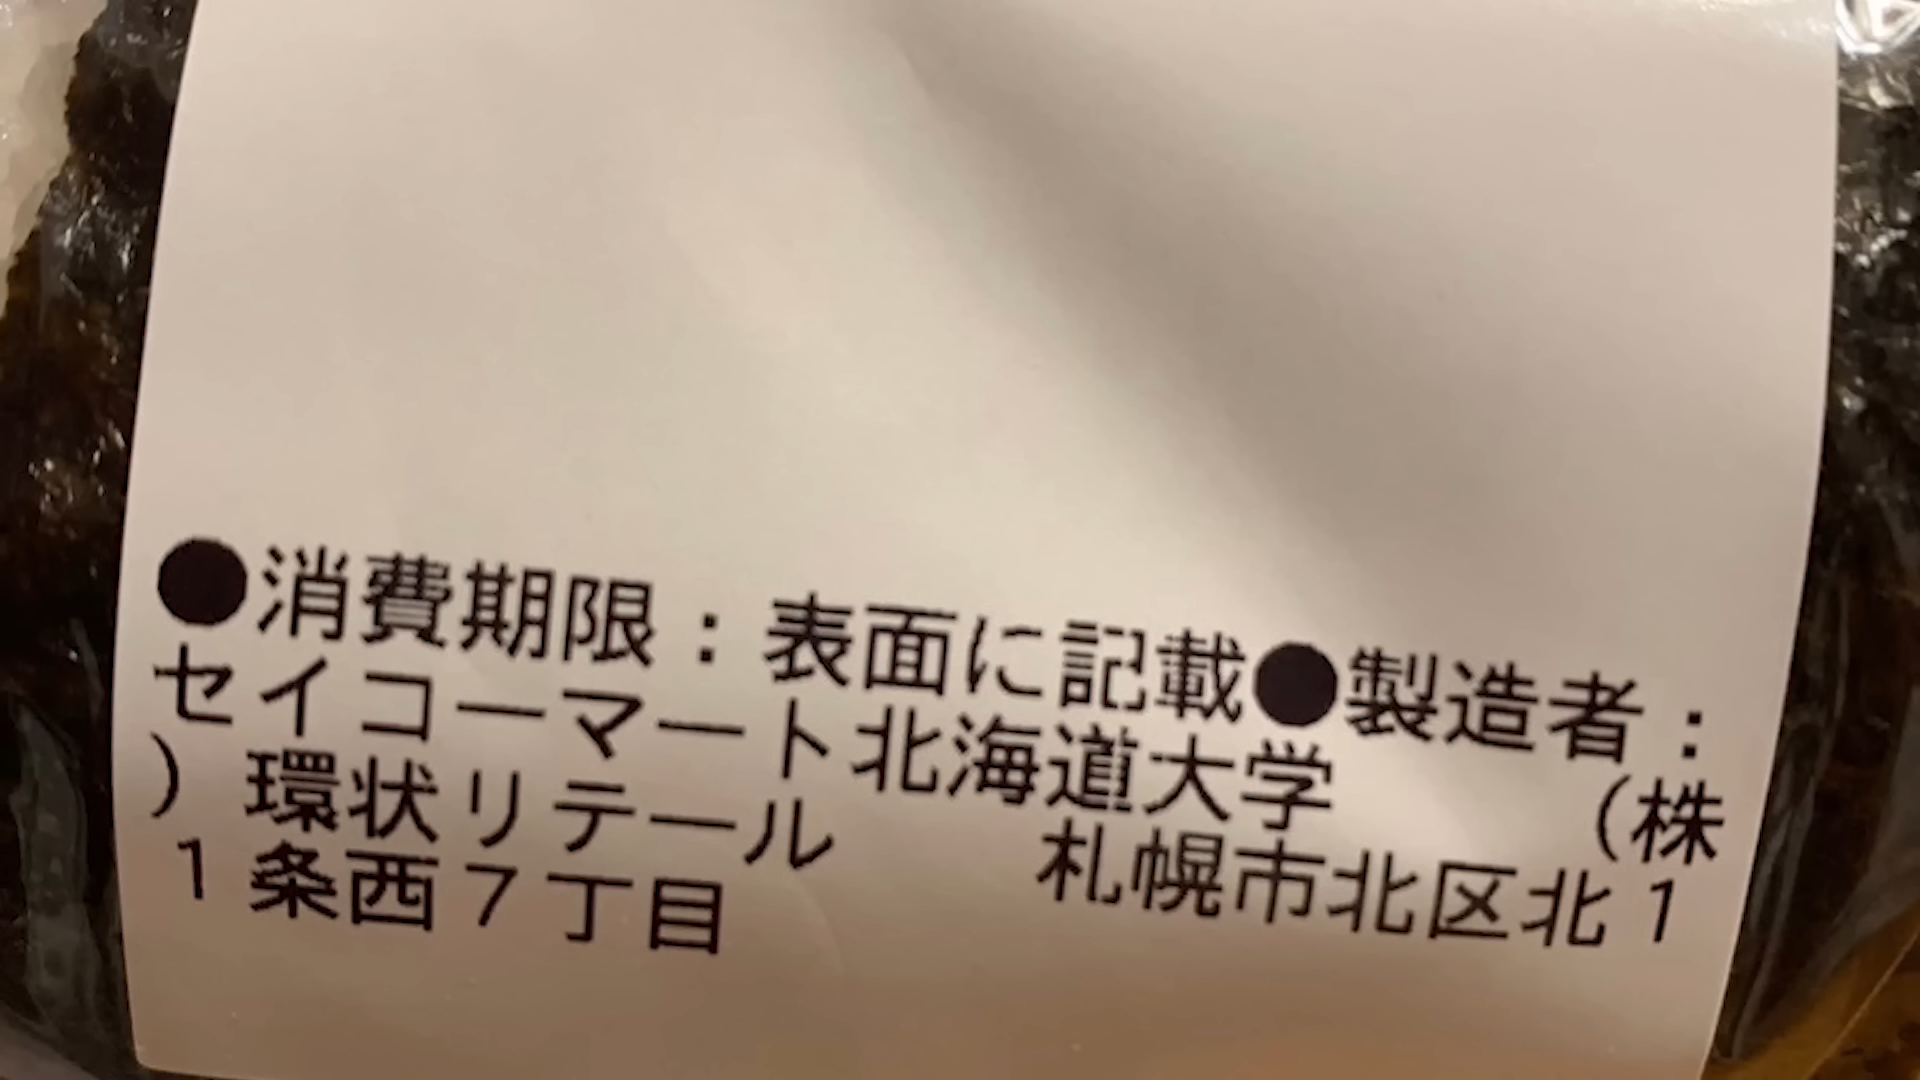 ●消費期限：表面に記載●製造者：
セイコーマート北海道大学　　（株
）環状リテール　　札幌市北区北１
１条西７丁目